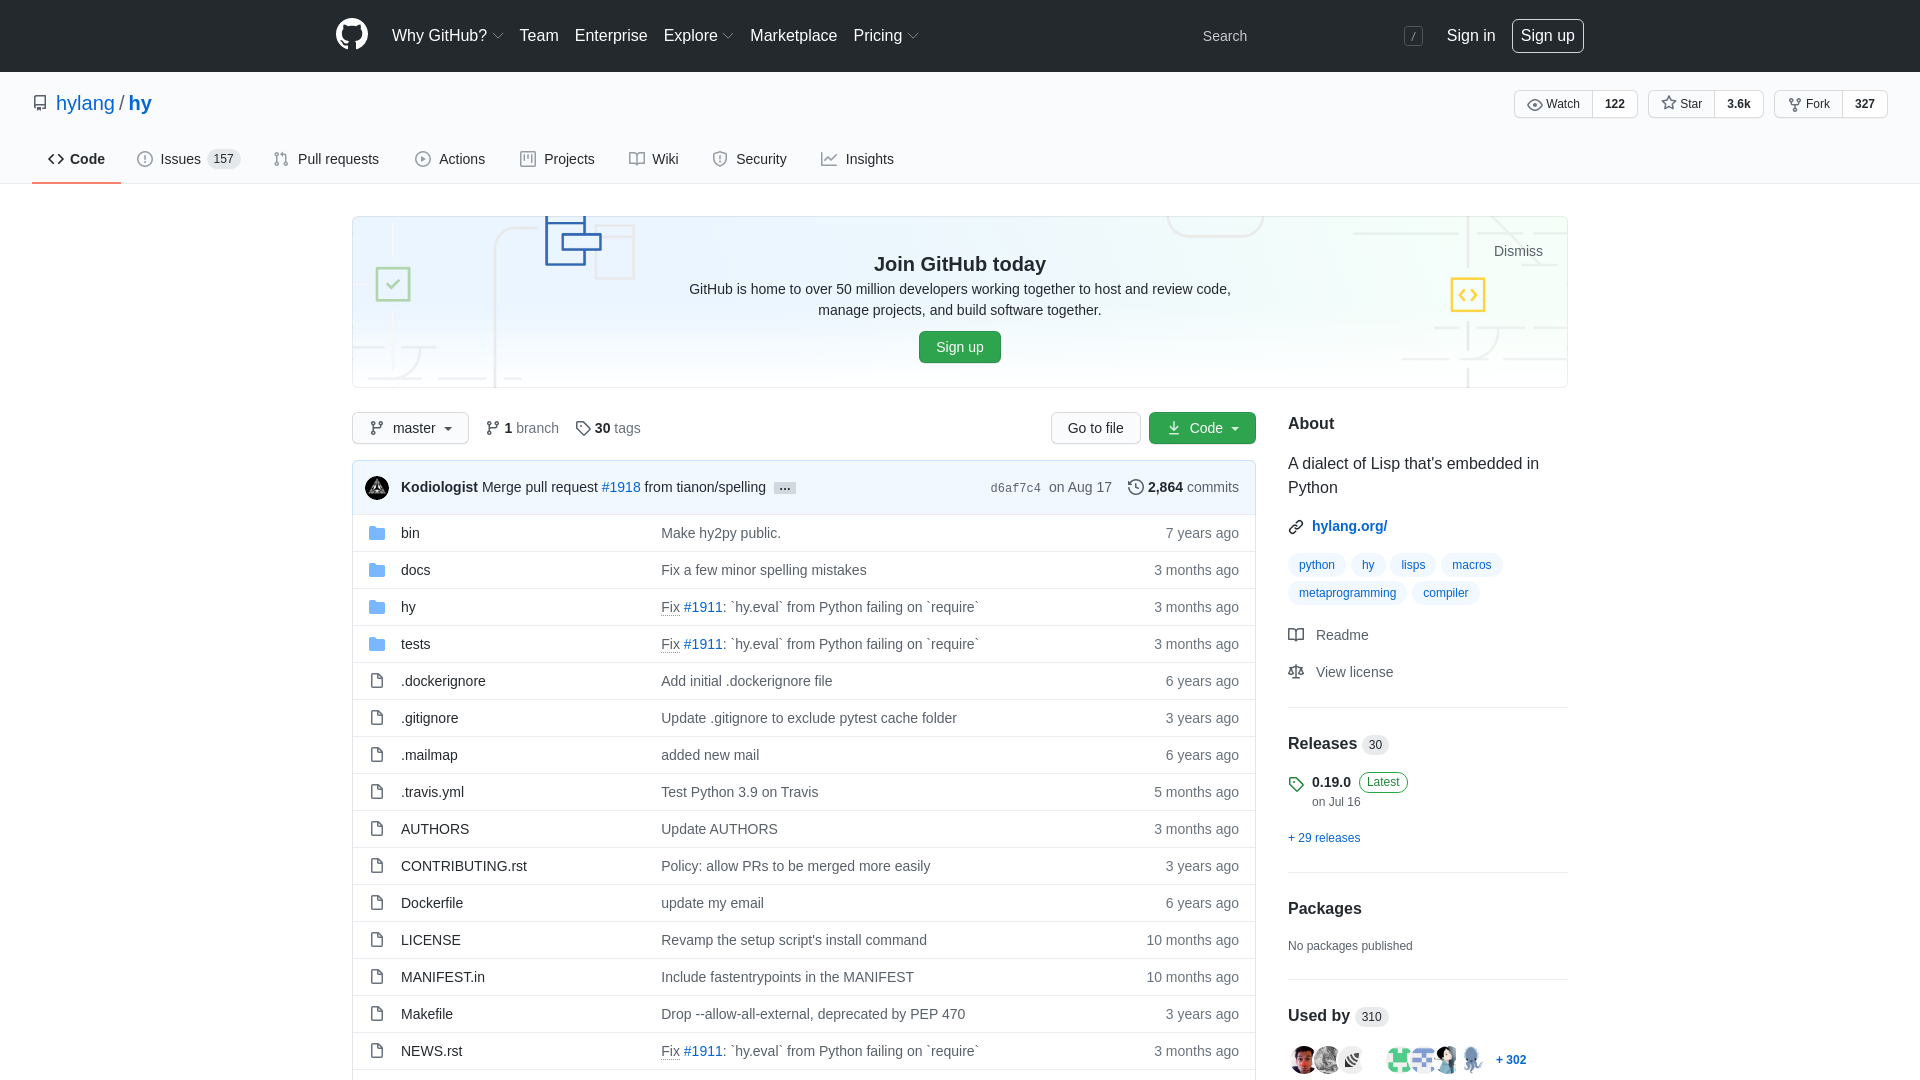 Why GitHub? Team Enterprise Explore Marketplace Pricing Search / Sign in Sign up
hylang / hy Watch 122 Star 3.6k Fork 327
Code Issues 157 Pull requests Actions Projects Wiki Security Insights
Dismiss
Join GitHub today
GitHub is home to over 50 million developers working together to host and review code,
manage projects, and build software together.
Sign up
master 1 branch 30 tags Go to file Code
Kodiologist Merge pull request #1918 from tianon/spelling … d6af7c4 on Aug 17 2,864 commits
bin Make hy2py public. 7 years ago
docs Fix a few minor spelling mistakes 3 months ago
hy Fix #1911: `hy.eval` from Python failing on `require` 3 months ago
tests Fix #1911: `hy.eval` from Python failing on `require` 3 months ago
.dockerignore Add initial .dockerignore file 6 years ago
.gitignore Update .gitignore to exclude pytest cache folder 3 years ago
.mailmap added new mail 6 years ago
.travis.yml Test Python 3.9 on Travis 5 months ago
AUTHORS Update AUTHORS 3 months ago
CONTRIBUTING.rst Policy: allow PRs to be merged more easily 3 years ago
Dockerfile update my email 6 years ago
LICENSE Revamp the setup script's install command 10 months ago
MANIFEST.in Include fastentrypoints in the MANIFEST 10 months ago
Makefile Drop --allow-all-external, deprecated by PEP 470 3 years ago
NEWS.rst Fix #1911: `hy.eval` from Python failing on `require` 3 months ago
About
A dialect of Lisp that's embedded in
Python
hylang.org/
python hy lisps macros
metaprogramming compiler
Readme
View license
Releases 30
0.19.0 Latest
on Jul 16
+ 29 releases
Packages
No packages published
Used by 310
+ 302